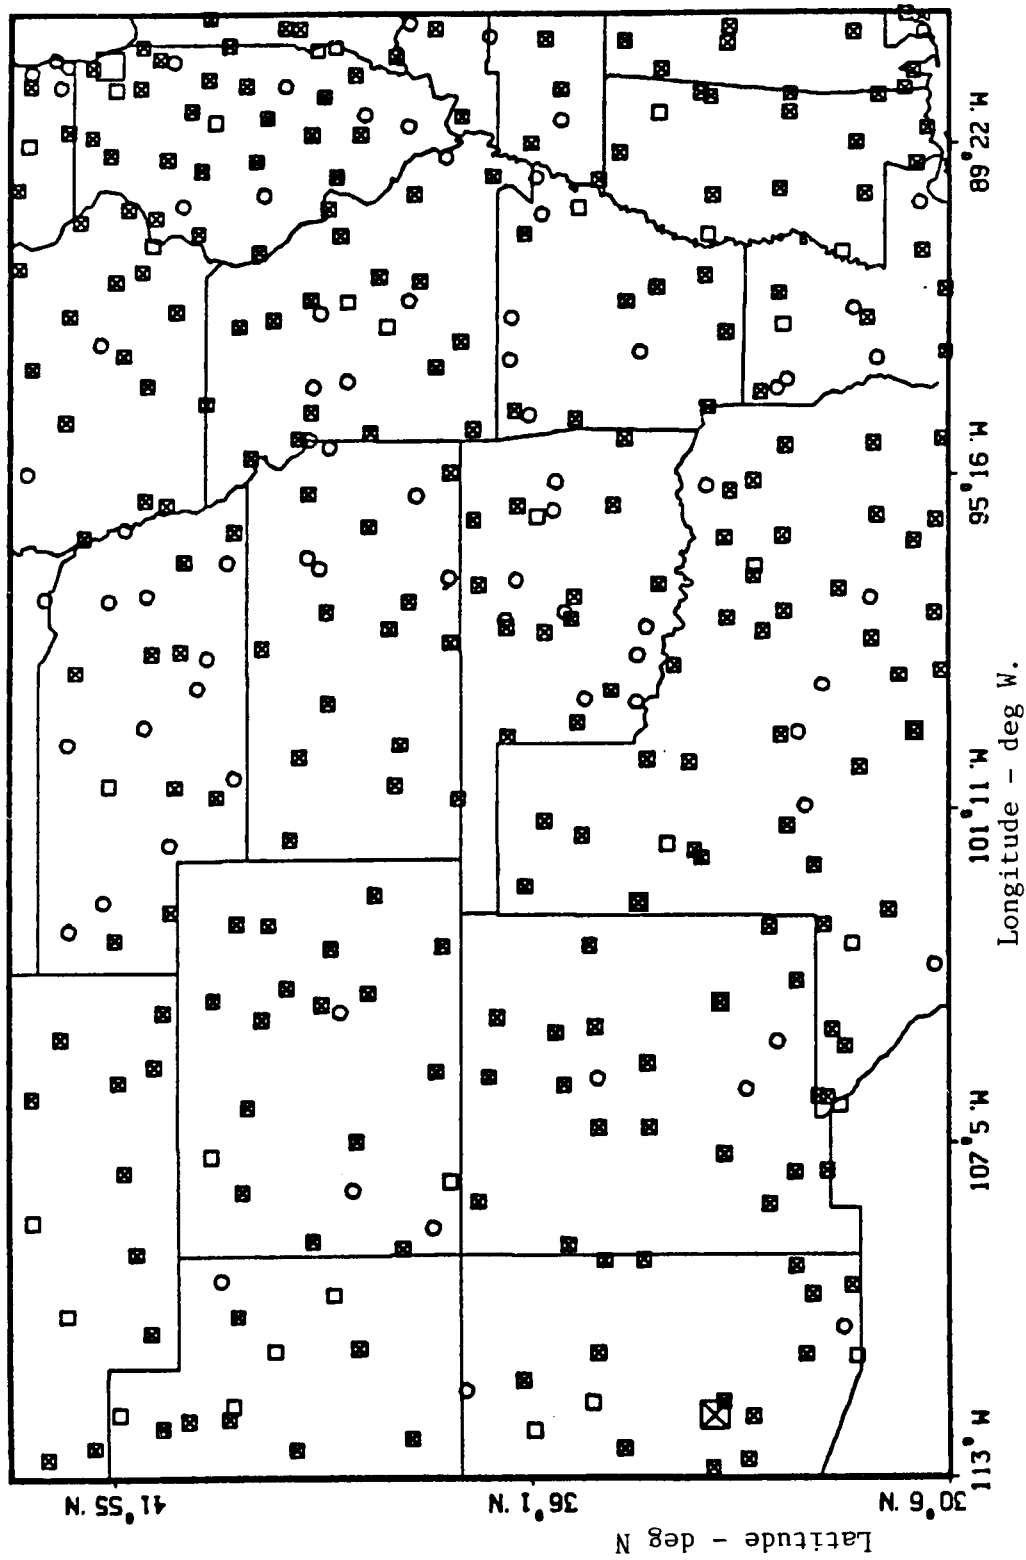 41° 55 'N
36° 1 'N
30° 6 'N
Latitude - deg N
113° W
107° 5 'W
101° 11 'W
95° 16 'W
89° 22 'W
Longitude - deg W.